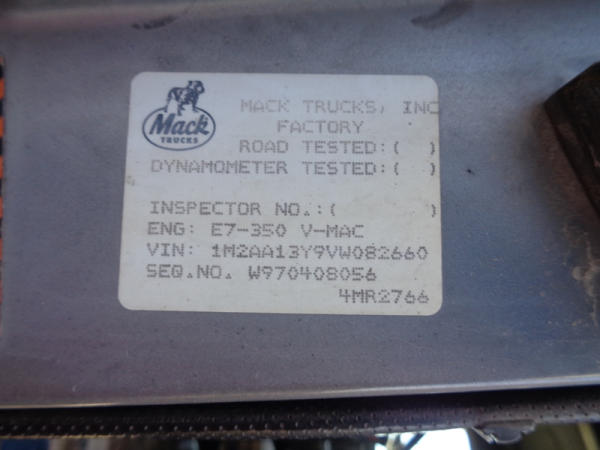 Mack
TRUCKS
MACK TRUCKS, INC
FACTORY
ROAD TESTED:( )
DYNAMOMETER TESTED:( )
INSPECTOR NO.:( )
ENG: E7-350 V-MAC
VIN: 1M2AA13Y9VW082660
SEQ.NO. W970408056
4MR2766